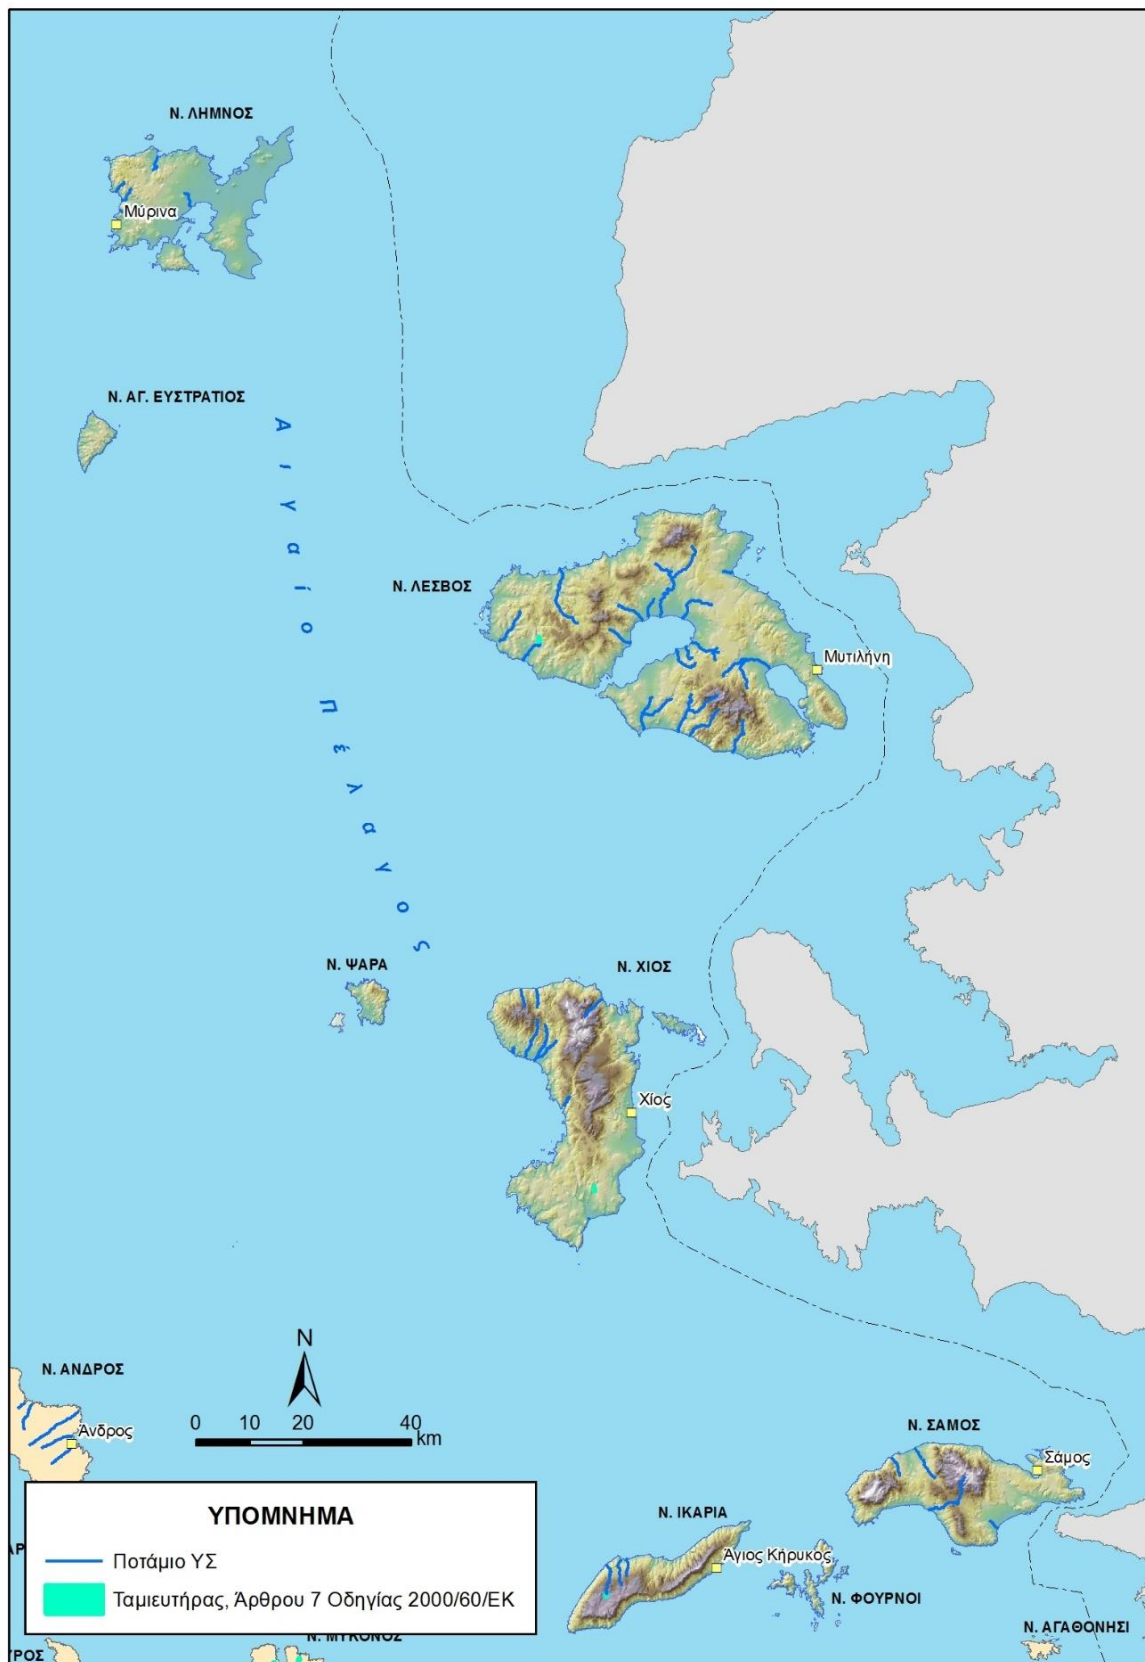 Ν. ΛΗΜΝΟΣ
Μύρινα
Ν. ΑΓ. ΕΥΣΤΡΑΤΙΟΣ
Αιγαίο Πέλαγος
Ν. ΛΕΣΒΟΣ
Μυτιλήνη
Ν. ΨΑΡΑ
Ν. ΧΙΟΣ
Χίος
N
Ν. ΑΝΔΡΟΣ
Άνδρος
0 10 20 40
km
Ν. ΣΑΜΟΣ
Σάμος
Ν. ΙΚΑΡΙΑ
Άγιος Κήρυκος
Ν. ΦΟΥΡΝΟΙ
Ν. ΑΓΑΘΟΝΗΣΙ
ΥΠΟΜΝΗΜΑ
Ποτάμιο ΥΣ
Ταμιευτήρας, Άρθρου 7 Οδηγίας 2000/60/ΕΚ
Ν. ΜΥΚΟΝΟΣ